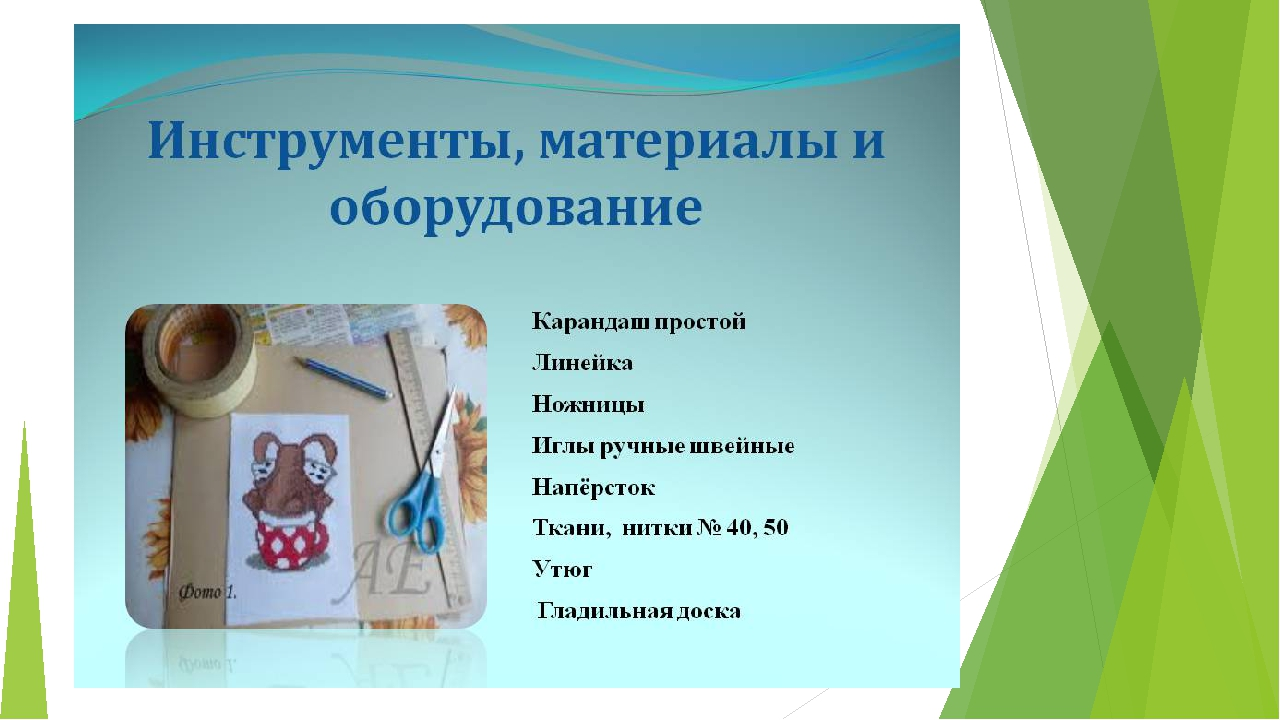 Инструменты, материалы и
оборудование
Карандаш простой
Линейка
Ножницы
Иглы ручные швейные
Напёрсток
Ткани, нитки № 40, 50
Утюг
Гладильная доска
АЕ
Фото 1.